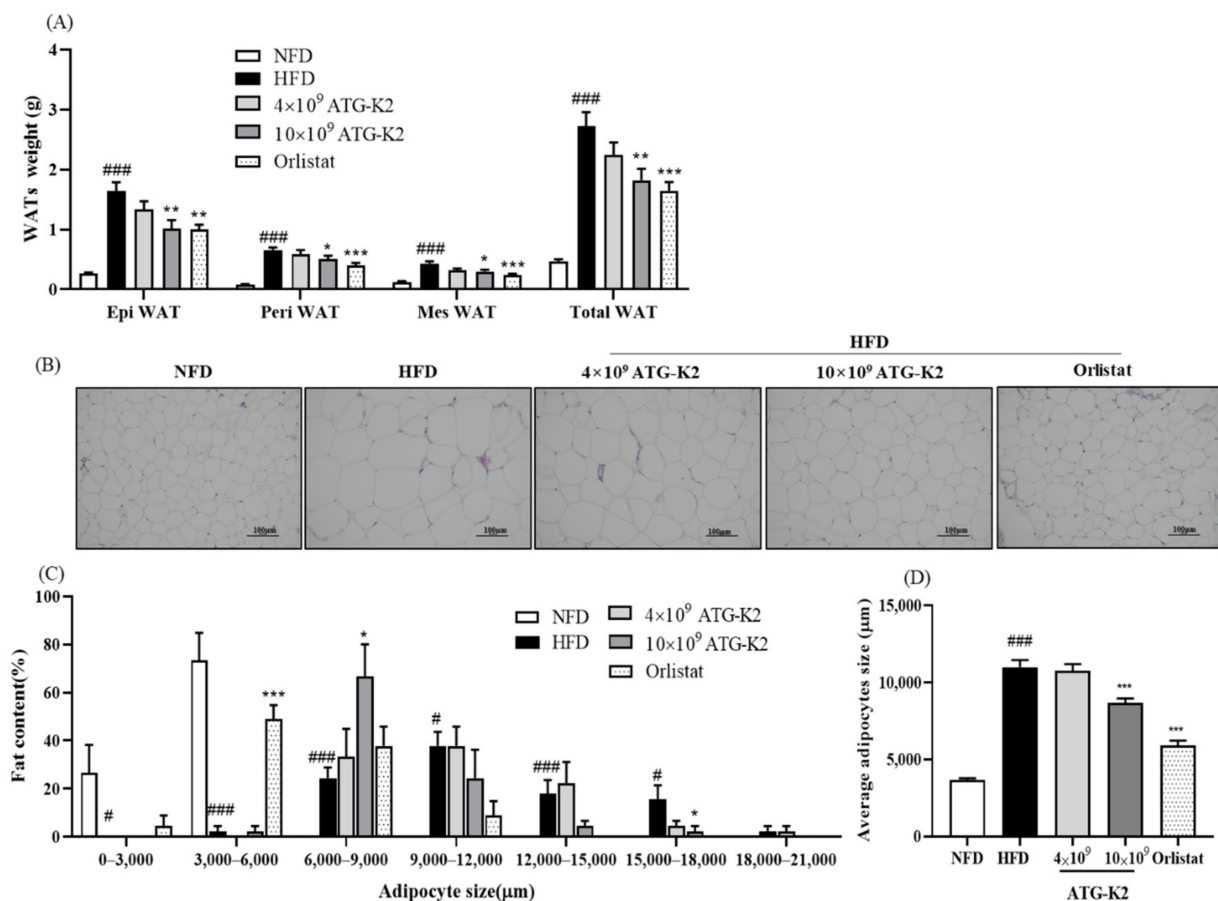 (A)
WATs weight (g)
4
3
2
1
0
NFD
HFD
4×10⁹ ATG-K2
10×10⁹ ATG-K2
Orlistat
###
**
**
###
*
***
###
*
***
###
**
***
Epi WAT
Peri WAT
Mes WAT
Total WAT
(B)
HFD
NFD
HFD
4×10⁹ ATG-K2
10×10⁹ ATG-K2
Orlistat
100μm
100μm
100μm
100μm
100μm
(C)
Fat content(%)
100
80
60
40
20
0
NFD
HFD
4×10⁹ ATG-K2
10×10⁹ ATG-K2
Orlistat
#
###
***
###
*
#
###
#
*
0–3,000
3,000–6,000
6,000–9,000
9,000–12,000
12,000–15,000
15,000–18,000
18,000–21,000
Adipocyte size(μm)
(D)
Average adipocytes size (μm)
15,000
10,000
5,000
0
###
***
***
NFD
HFD
4×10⁹
10×10⁹
Orlistat
ATG-K2